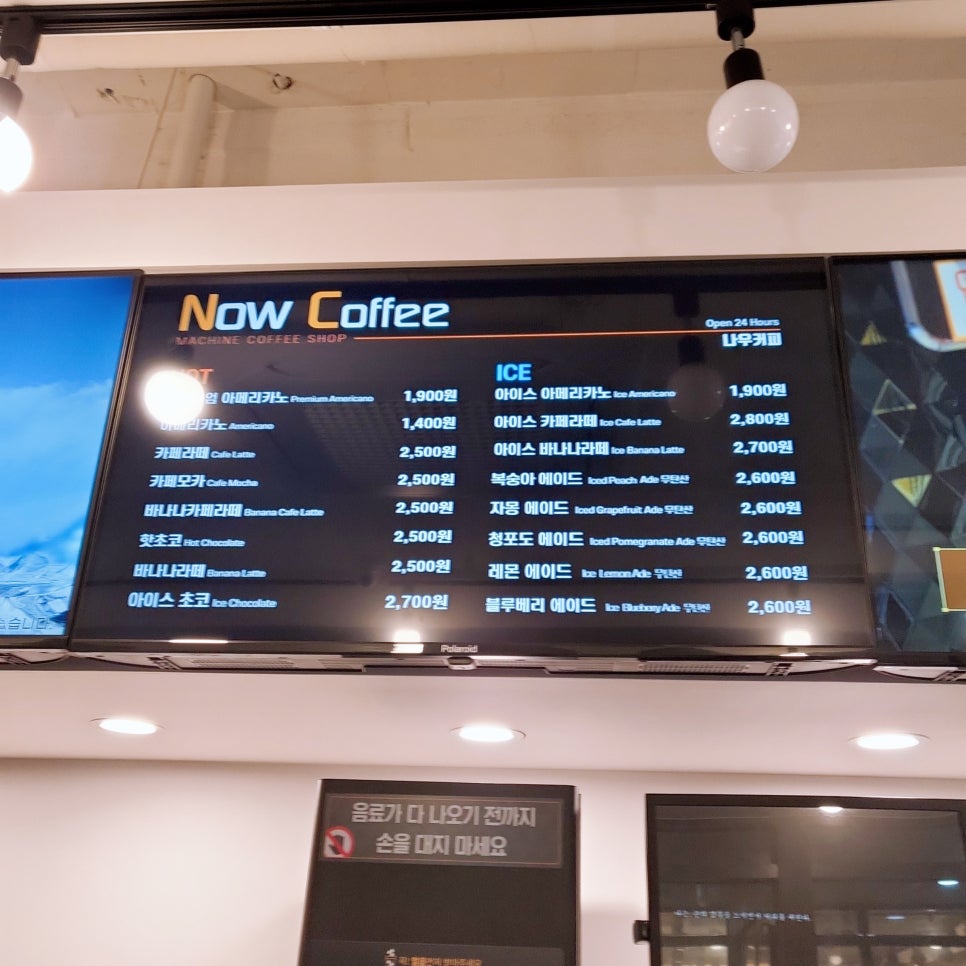 Now Coffee
MACHINE COFFEE SHOP
Open 24 Hours
나우커피
HOT
엄 아메리카노 Premium Americano 1,900원
아메리카노 Americano 1,400원
카페라떼 Cafe Latte 2,500원
카페모카 Cafe Mocha 2,500원
바나나카페라떼 Banana Cafe Latte 2,500원
핫초코 Hot Chocolate 2,500원
바나나라떼 Banana Latte 2,500원
아이스 초코 Ice Chocolate 2,700원
ICE
아이스 아메리카노 Ice Americano 1,900원
아이스 카페라떼 Ice Cafe Latte 2,800원
아이스 바나나라떼 Ice Banana Latte 2,700원
복숭아 에이드 Iced Peach Ade 무탄산 2,600원
자몽 에이드 Iced Grapefruit Ade 무탄산 2,600원
청포도 에이드 Iced Pomegranate Ade 무탄산 2,600원
레몬 에이드 Ice Lemon Ade 무탄산 2,600원
블루베리 에이드 Ice Blueberry Ade 무탄산 2,600원
습니다.
Polaroid
음료가 다 나오기 전까지
손을 대지 마세요